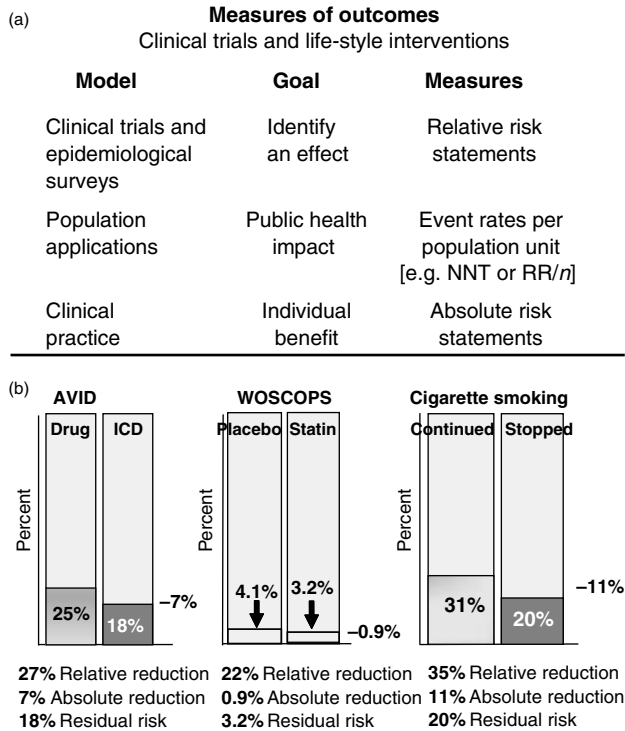 (a)
Measures of outcomes
Clinical trials and life-style interventions
Model Goal Measures
Clinical trials and
epidemiological
surveys
Identify
an effect
Relative risk
statements
Population
applications
Public health
impact
Event rates per
population unit
[e.g. NNT or RR/n]
Clinical
practice
Individual
benefit
Absolute risk
statements
(b)
AVID
Percent
Drug ICD
25%
18%
–7%
27% Relative reduction
7% Absolute reduction
18% Residual risk
WOSCOPS
Percent
Placebo Statin
4.1%
3.2%
–0.9%
22% Relative reduction
0.9% Absolute reduction
3.2% Residual risk
Cigarette smoking
Percent
Continued Stopped
31%
20%
–11%
35% Relative reduction
11% Absolute reduction
20% Residual risk